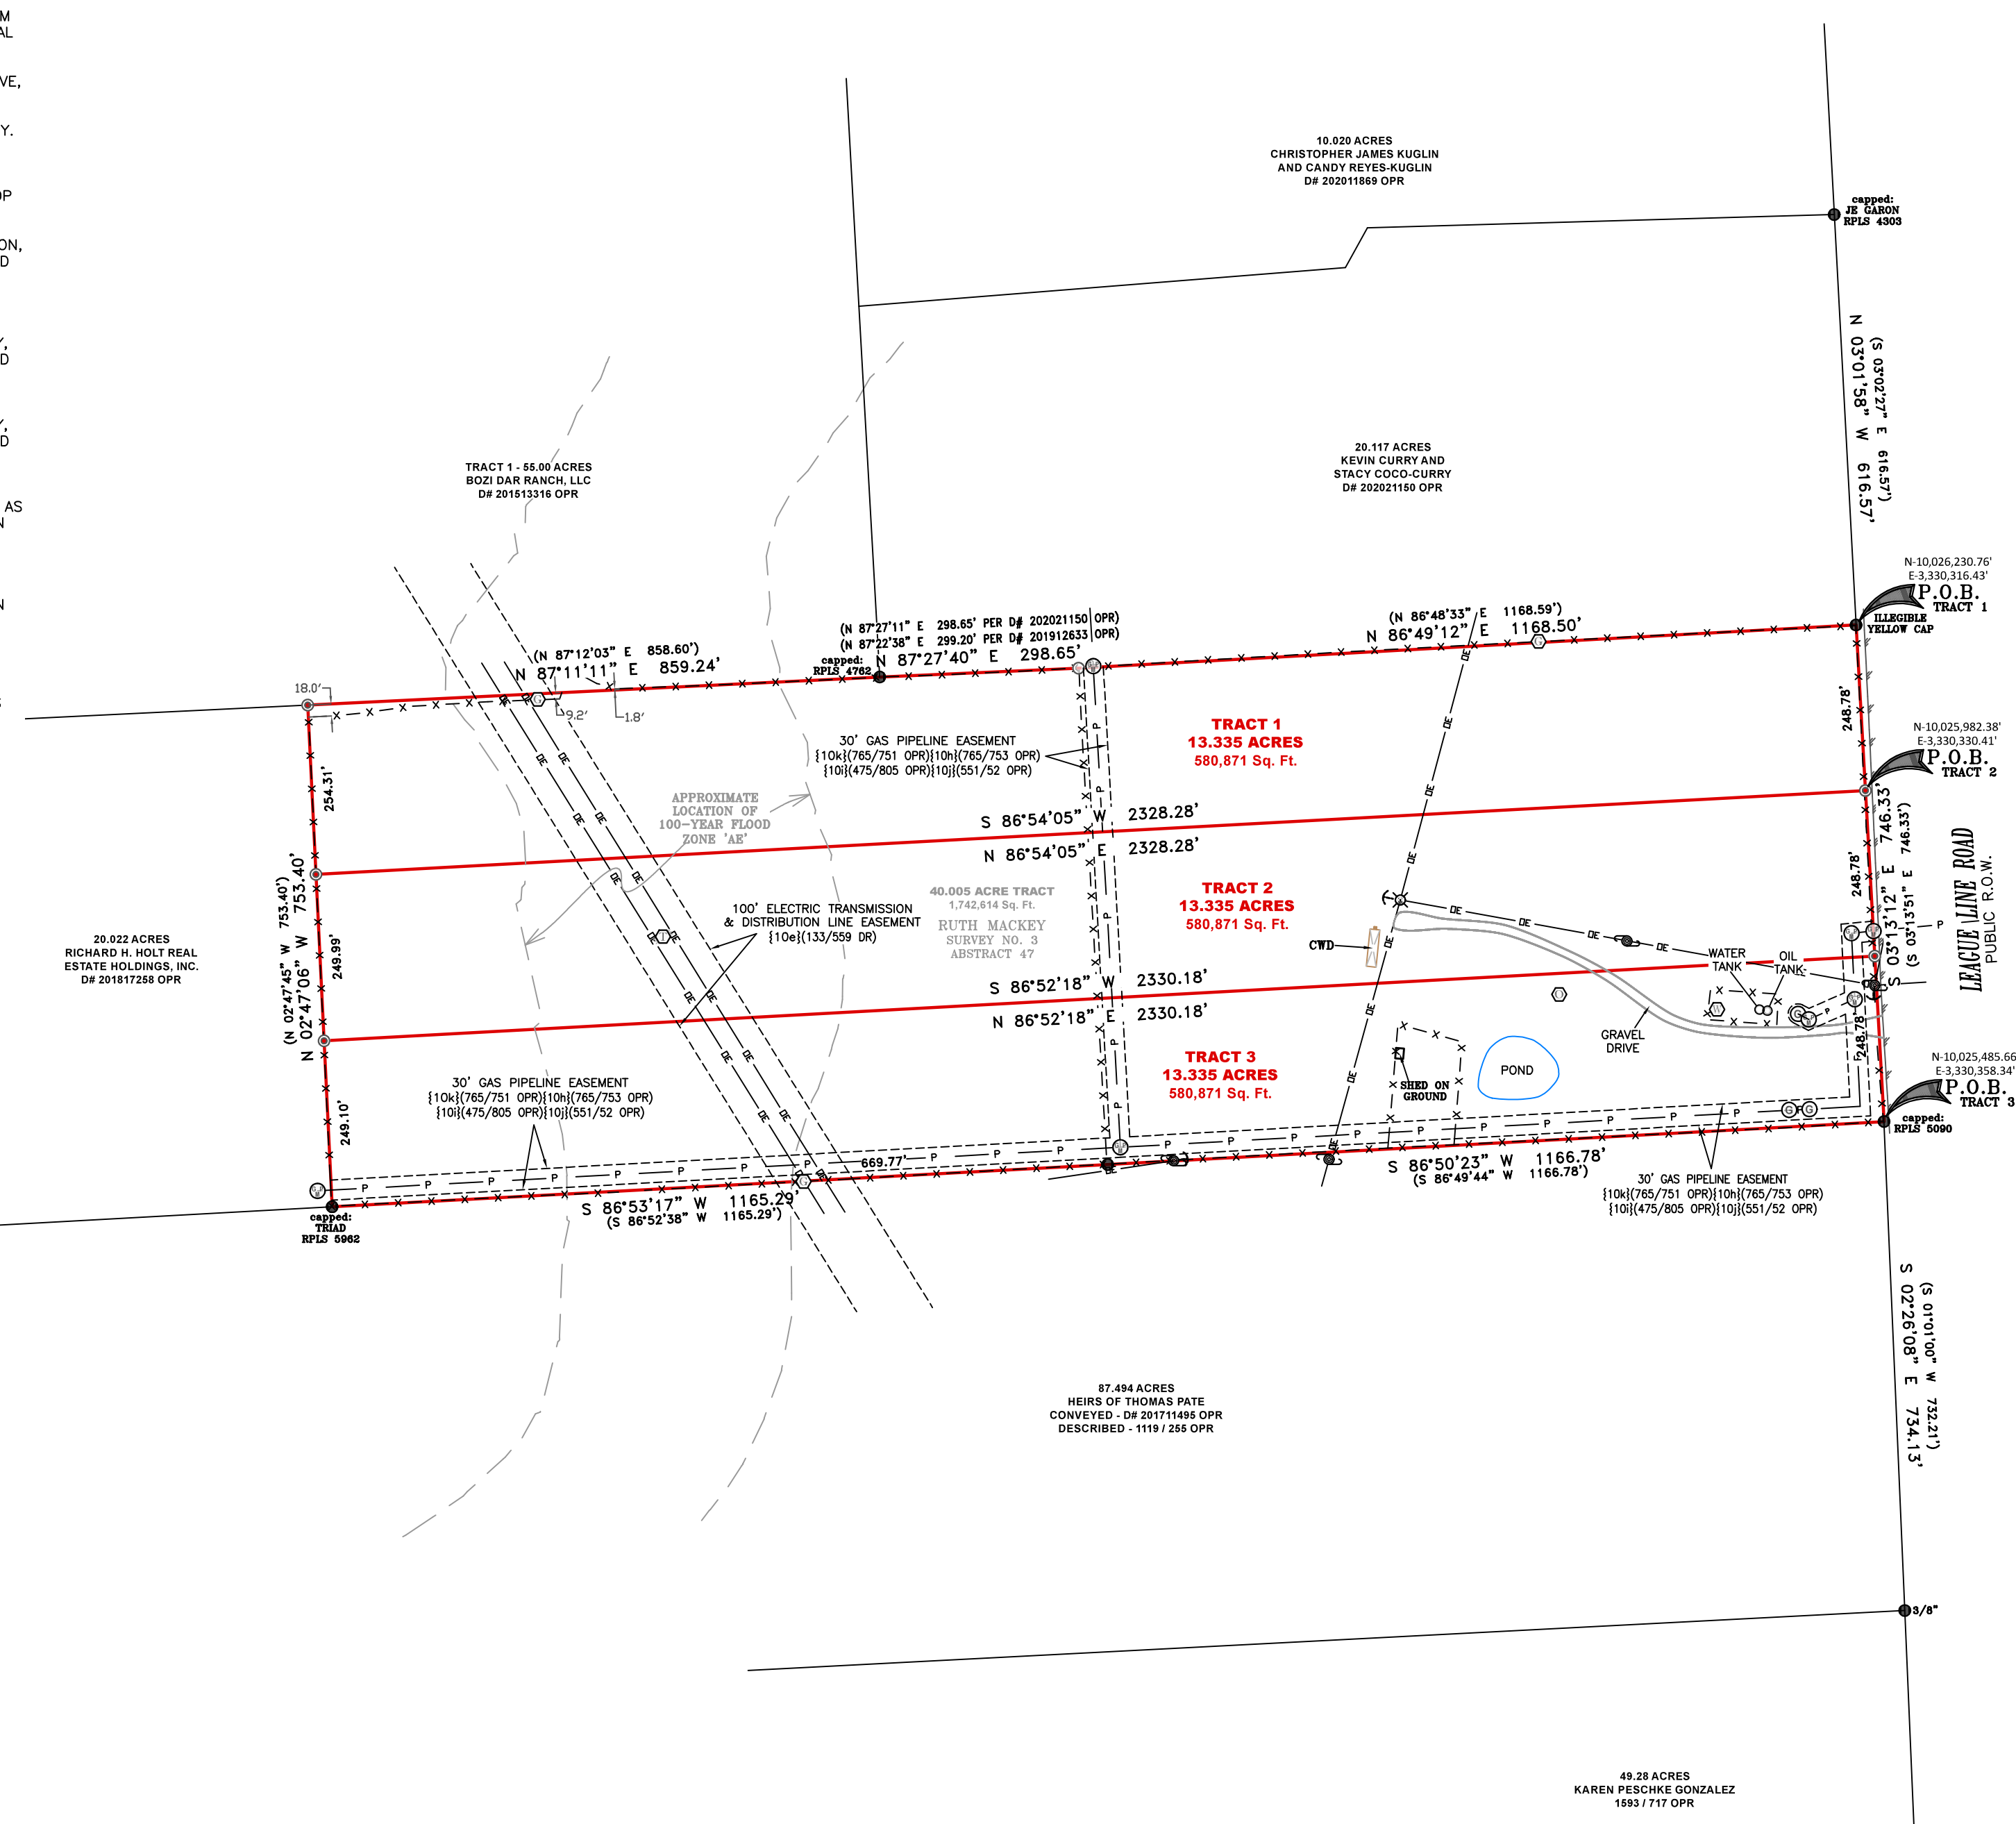 M
AL
VE,
Y.
OP
ON,
D
Y,
D
Y,
D
AS
N
N
S
10.020 ACRES
CHRISTOPHER JAMES KUGLIN
AND CANDY REYES-KUGLIN
D# 202011869 OPR
capped:
JE GARON
RPLS 4303
N 03°01'58" W 616.57'
(S 03°02'27" E 616.57')
TRACT 1 - 55.00 ACRES
BOZI DAR RANCH, LLC
D# 201513316 OPR
20.117 ACRES
KEVIN CURRY AND
STACY COCO-CURRY
D# 202021150 OPR
N-10,026,230.76'
E-3,330,316.43'
P.O.B.
TRACT 1
ILLEGIBLE
YELLOW CAP
(N 87°12'03" E 858.60')
N 87°11'11" E 859.24'
(N 87°27'11" E 298.65' PER D# 202021150 OPR)
(N 87°22'38" E 299.20' PER D# 201912633 OPR)
N 87°27'40" E 298.65'
capped:
RPLS 4762
(N 86°48'33" E 1168.59')
N 86°49'12" E 1168.50'
18.0'
9.2'
1.8'
30' GAS PIPELINE EASEMENT
{10k}(765/751 OPR){10h}(765/753 OPR)
{10i}(475/805 OPR){10j}(551/52 OPR)
TRACT 1
13.335 ACRES
580,871 Sq. Ft.
248.78'
N-10,025,982.38'
E-3,330,330.41'
P.O.B.
TRACT 2
254.31'
APPROXIMATE
LOCATION OF
100-YEAR FLOOD
ZONE 'AE'
S 86°54'05" W 2328.28'
N 86°54'05" E 2328.28'
S 03°13'12" E 746.33'
(S 03°13'51" E 746.33')
LEAGUE LINE ROAD
PUBLIC R.O.W.
20.022 ACRES
RICHARD H. HOLT REAL
ESTATE HOLDINGS, INC.
D# 201817258 OPR
(N 02°47'45" W 753.40')
N 02°47'06" W 753.40'
249.99'
100' ELECTRIC TRANSMISSION
& DISTRIBUTION LINE EASEMENT
{10e}(133/559 DR)
40.005 ACRE TRACT
1,742,614 Sq. Ft.
RUTH MACKEY
SURVEY NO. 3
ABSTRACT 47
TRACT 2
13.335 ACRES
580,871 Sq. Ft.
248.78'
CWD
WATER
TANK
OIL
TANK
S 86°52'18" W 2330.18'
N 86°52'18" E 2330.18'
GRAVEL
DRIVE
248.78'
TRACT 3
13.335 ACRES
580,871 Sq. Ft.
SHED ON
GROUND
POND
N-10,025,485.66
E-3,330,358.34'
P.O.B.
TRACT 3
capped:
RPLS 5090
249.10'
30' GAS PIPELINE EASEMENT
{10k}(765/751 OPR){10h}(765/753 OPR)
{10i}(475/805 OPR){10j}(551/52 OPR)
669.77'
capped:
TRIAD
RPLS 5962
S 86°53'17" W 1165.29'
(S 86°52'38" W 1165.29')
S 86°50'23" W 1166.78'
(S 86°49'44" W 1166.78')
30' GAS PIPELINE EASEMENT
{10k}(765/751 OPR){10h}(765/753 OPR)
{10i}(475/805 OPR){10j}(551/52 OPR)
S 02°26'08" E 734.13'
(S 01°01'00" W 732.21')
87.494 ACRES
HEIRS OF THOMAS PATE
CONVEYED - D# 201711495 OPR
DESCRIBED - 1119 / 255 OPR
3/8"
49.28 ACRES
KAREN PESCHKE GONZALEZ
1593 / 717 OPR